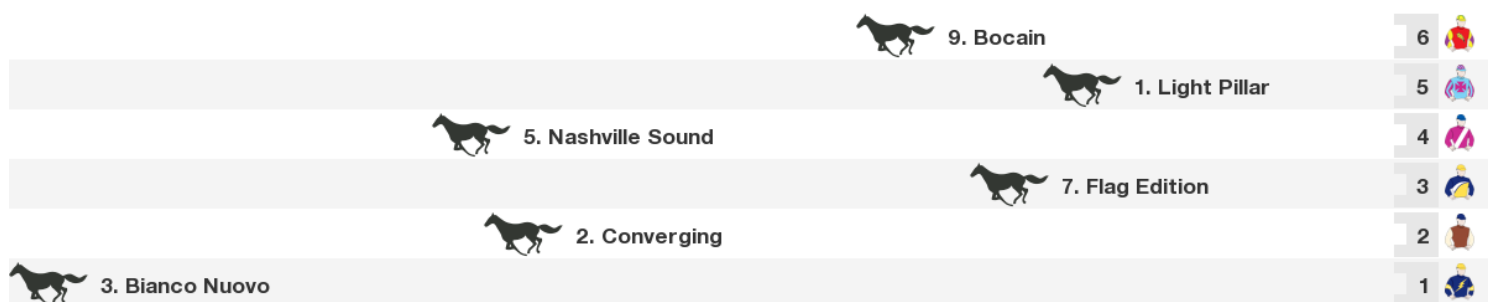 9. Bocain 6
1. Light Pillar 5
5. Nashville Sound 4
7. Flag Edition 3
2. Converging 2
3. Bianco Nuovo 1